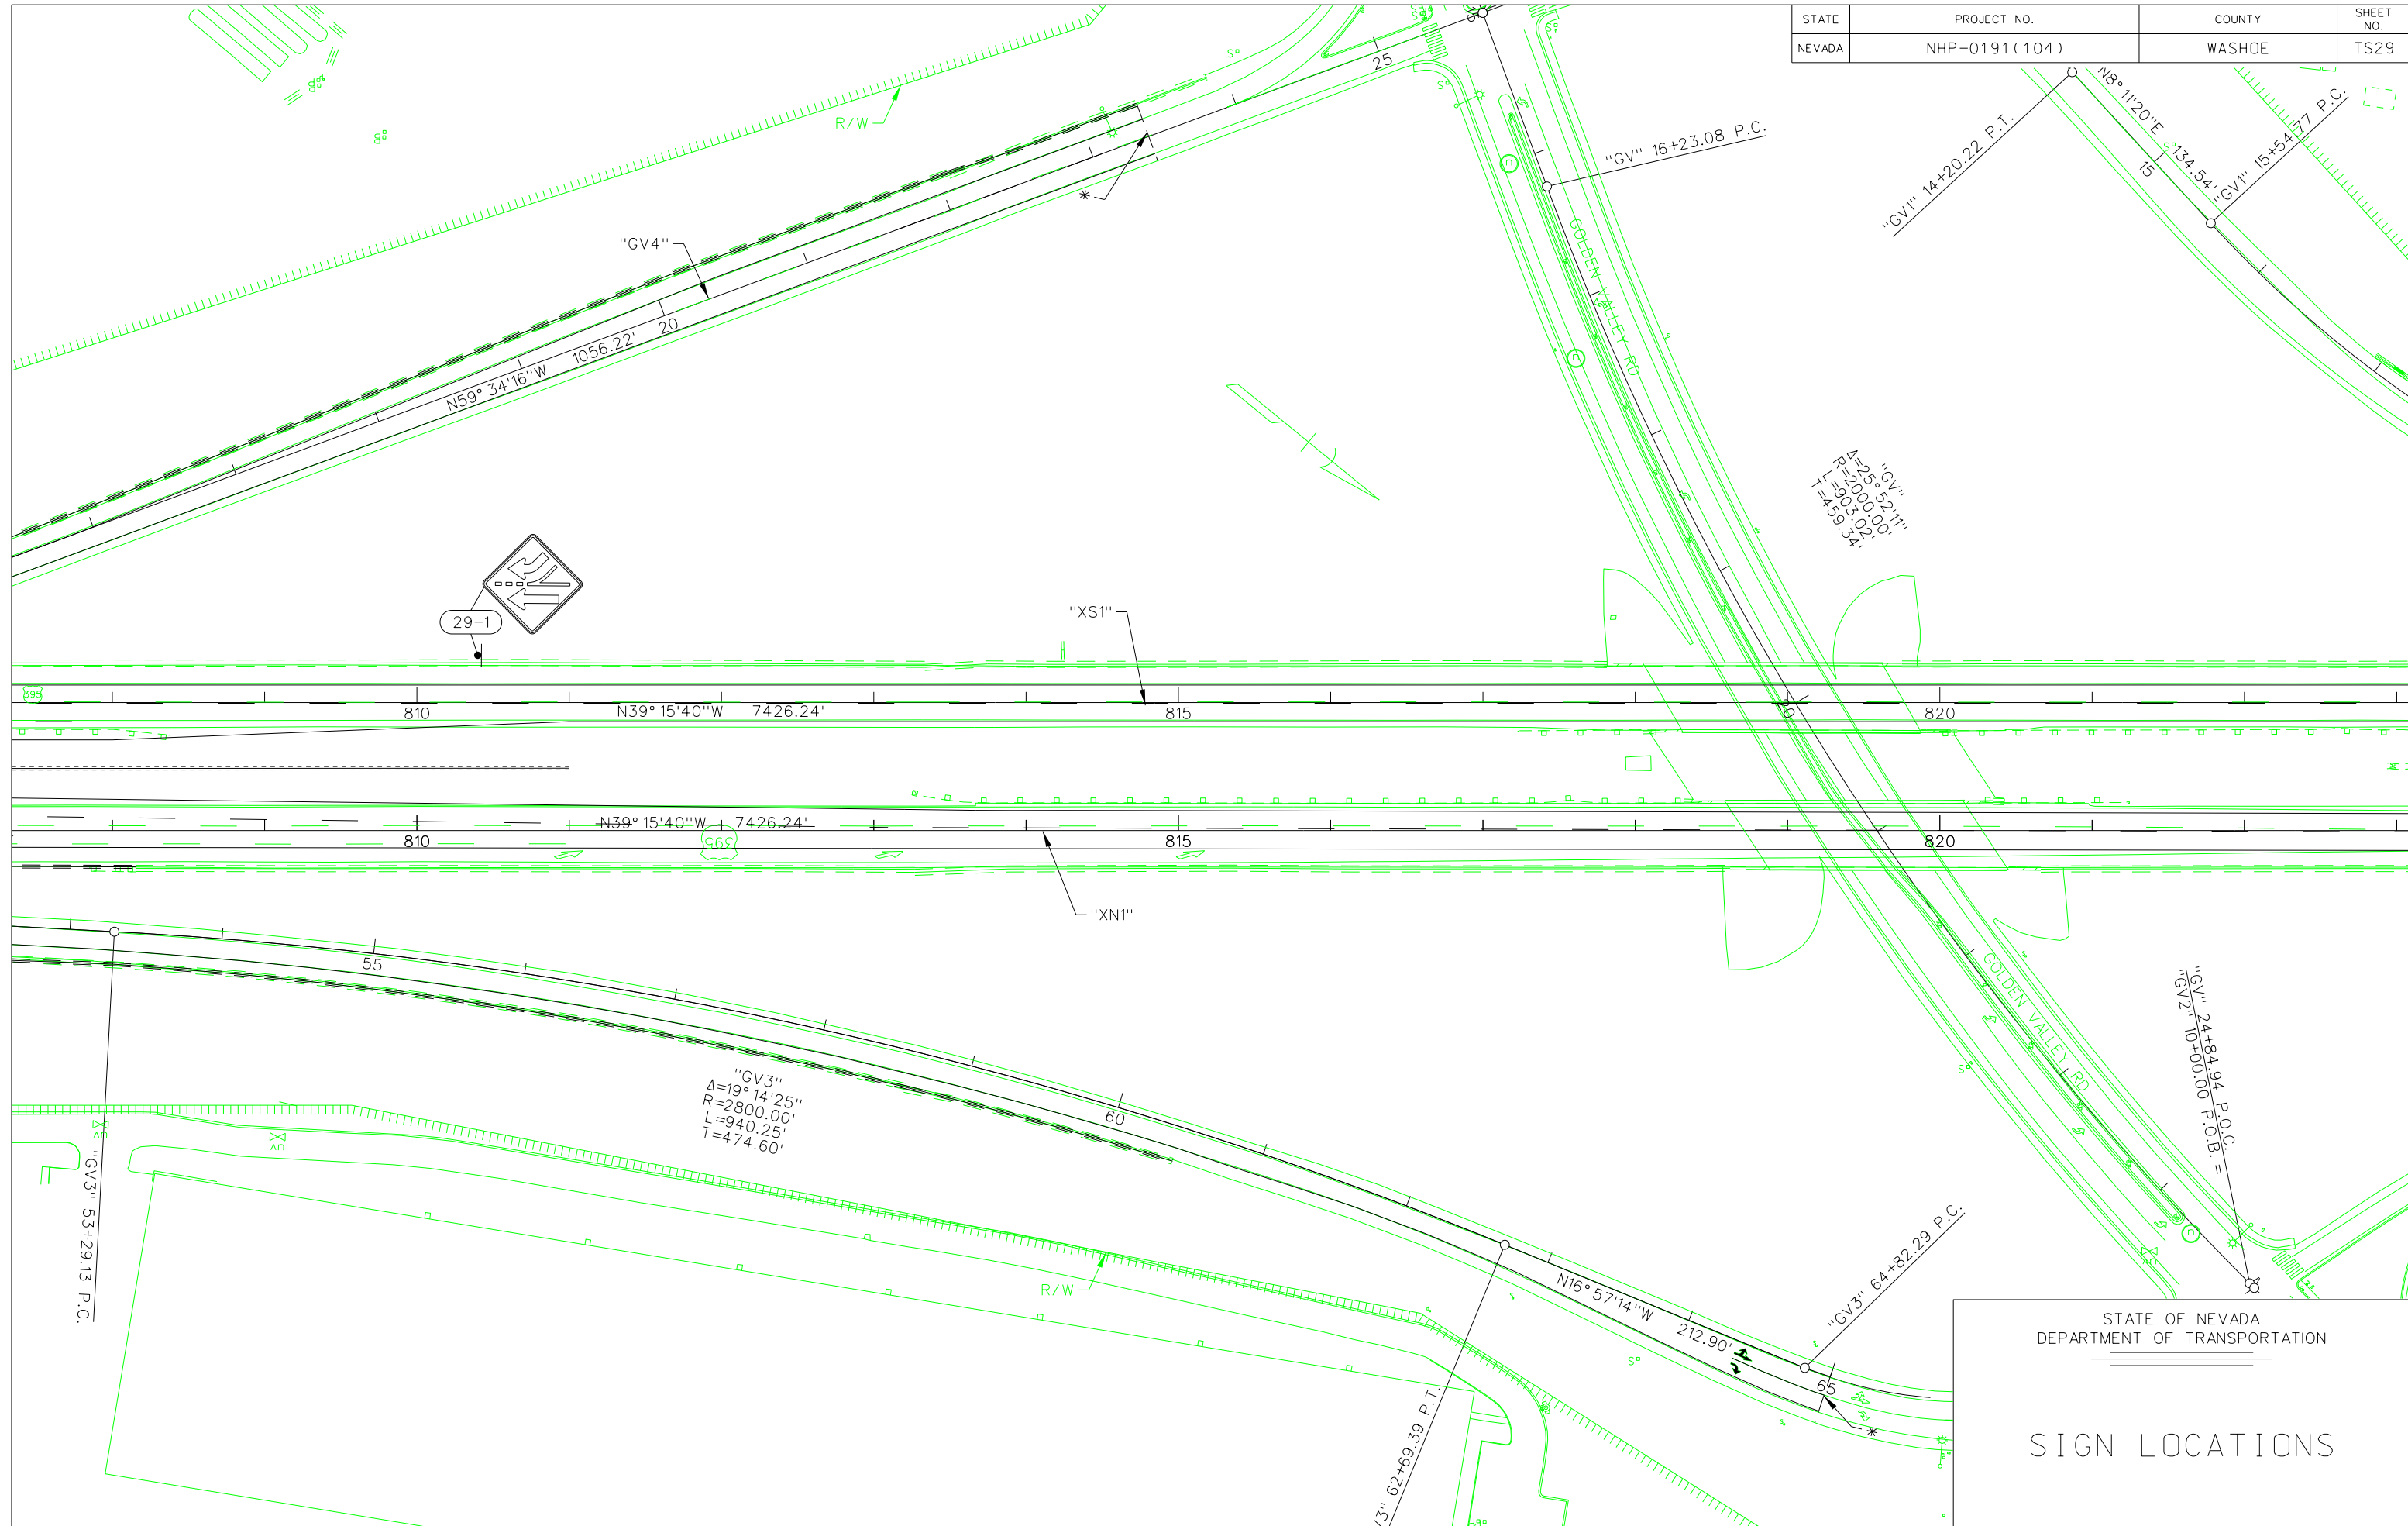 STATE
PROJECT NO.
COUNTY
SHEET
NO.
NEVADA
NHP-0191(104)
WASHOE
TS29
25
R/W
"GV" 16+23.08 P.C.
"GV1" 14+20.22 P.T.
N8°11'20"E 134.54'
15
"GV1" 15+54.77 P.C.
*
"GV4"
GOLDEN VALLEY RD
N59°34'16"W 1056.22' 20
"GV"
Δ=25°52'11"
R=2000.00'
L=903.02'
T=459.34'
29-1
"XS1"
395
810
N39°15'40"W 7426.24'
815
20
820
810
N39°15'40"W 7426.24'
395
815
820
"XN1"
55
GOLDEN VALLEY RD
"GV" 24+84.94 P.O.C.
"GV2" 10+00.00 P.O.B. =
"GV3"
Δ=19°14'25"
R=2800.00'
L=940.25'
T=474.60'
60
"GV3" 53+29.13 P.C.
R/W
N16°57'14"W 212.90'
"GV3" 64+82.29 P.C.
65
*
3" 62+69.39 P.T.
STATE OF NEVADA
DEPARTMENT OF TRANSPORTATION
SIGN LOCATIONS